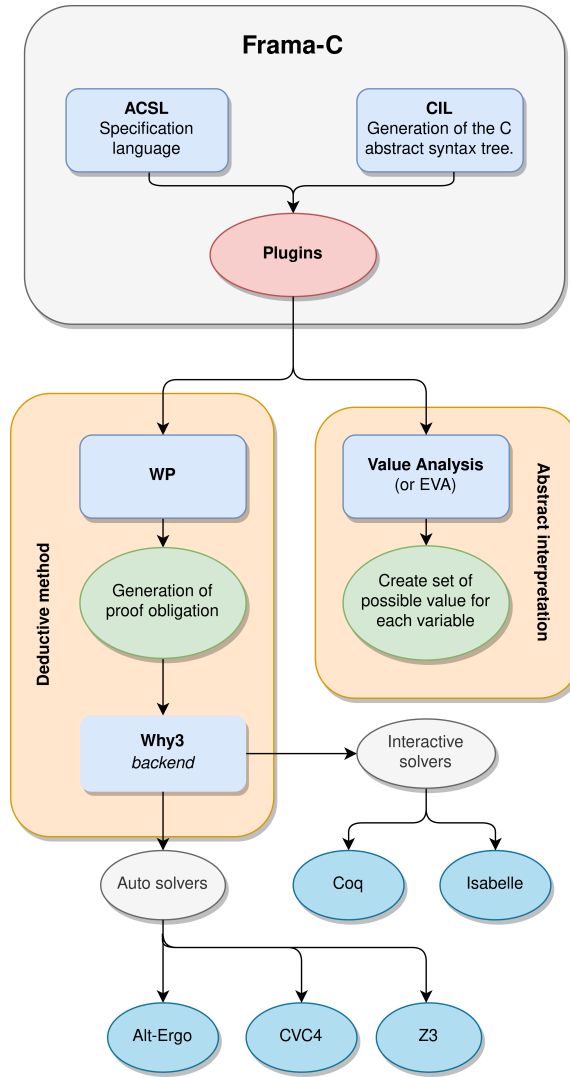 Frama-C
ACSL
Specification
language
CIL
Generation of the C
abstract syntax tree.
Plugins
Deductive method
WP
Generation of
proof obligation
Why3
backend
Value Analysis
(or EVA)
Create set of
possible value for
each variable
Abstract interpretation
Interactive
solvers
Coq
Isabelle
Auto solvers
Alt-Ergo
CVC4
Z3